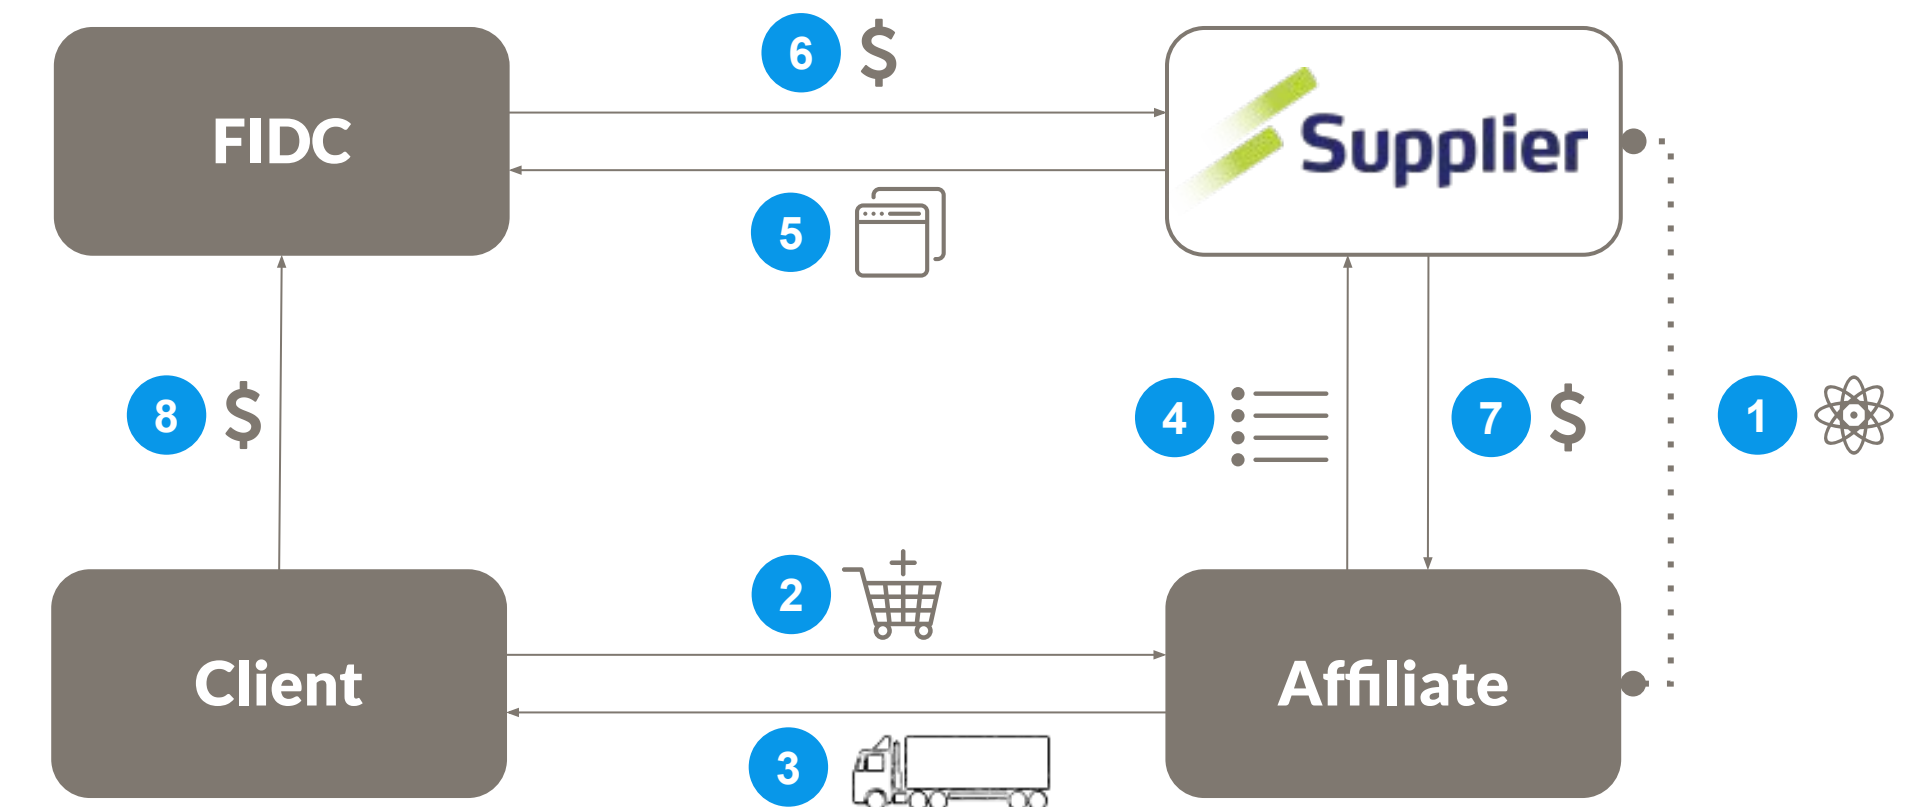 6 $
FIDC
Supplier
5
8 $
4
7 $
1
2
Client
Affiliate
3